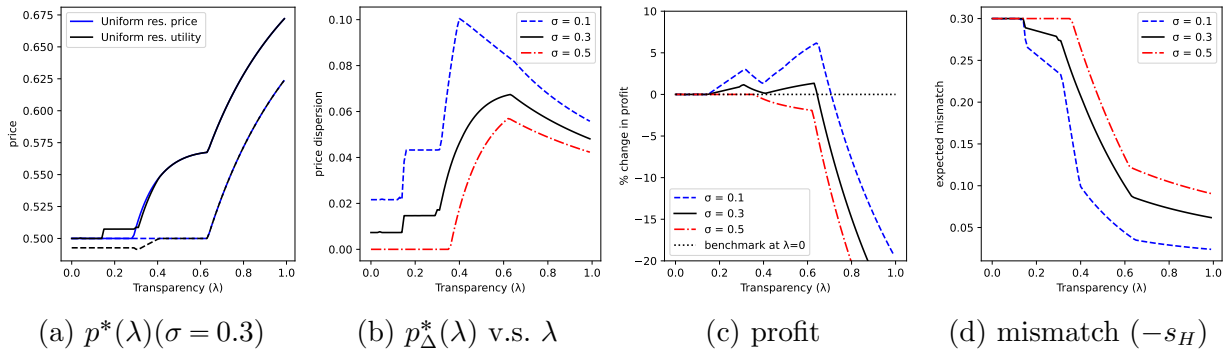 0.675
0.650
0.625
0.600
0.575
0.550
0.525
0.500
price
Uniform res. price
Uniform res. utility
0.0 0.2 0.4 0.6 0.8 1.0
Transparency (λ)
(a) p*(λ)(σ = 0.3)
0.10
0.08
0.06
0.04
0.02
0.00
price dispersion
σ = 0.1
σ = 0.3
σ = 0.5
0.0 0.2 0.4 0.6 0.8 1.0
Transparency (λ)
(b) p*Δ(λ) v.s. λ
10
5
0
−5
−10
−15
−20
% change in profit
σ = 0.1
σ = 0.3
σ = 0.5
benchmark at λ=0
0.0 0.2 0.4 0.6 0.8 1.0
Transparency (λ)
(c) profit
0.30
0.25
0.20
0.15
0.10
0.05
expected mismatch
σ = 0.1
σ = 0.3
σ = 0.5
0.0 0.2 0.4 0.6 0.8 1.0
Transparency (λ)
(d) mismatch (−sH)